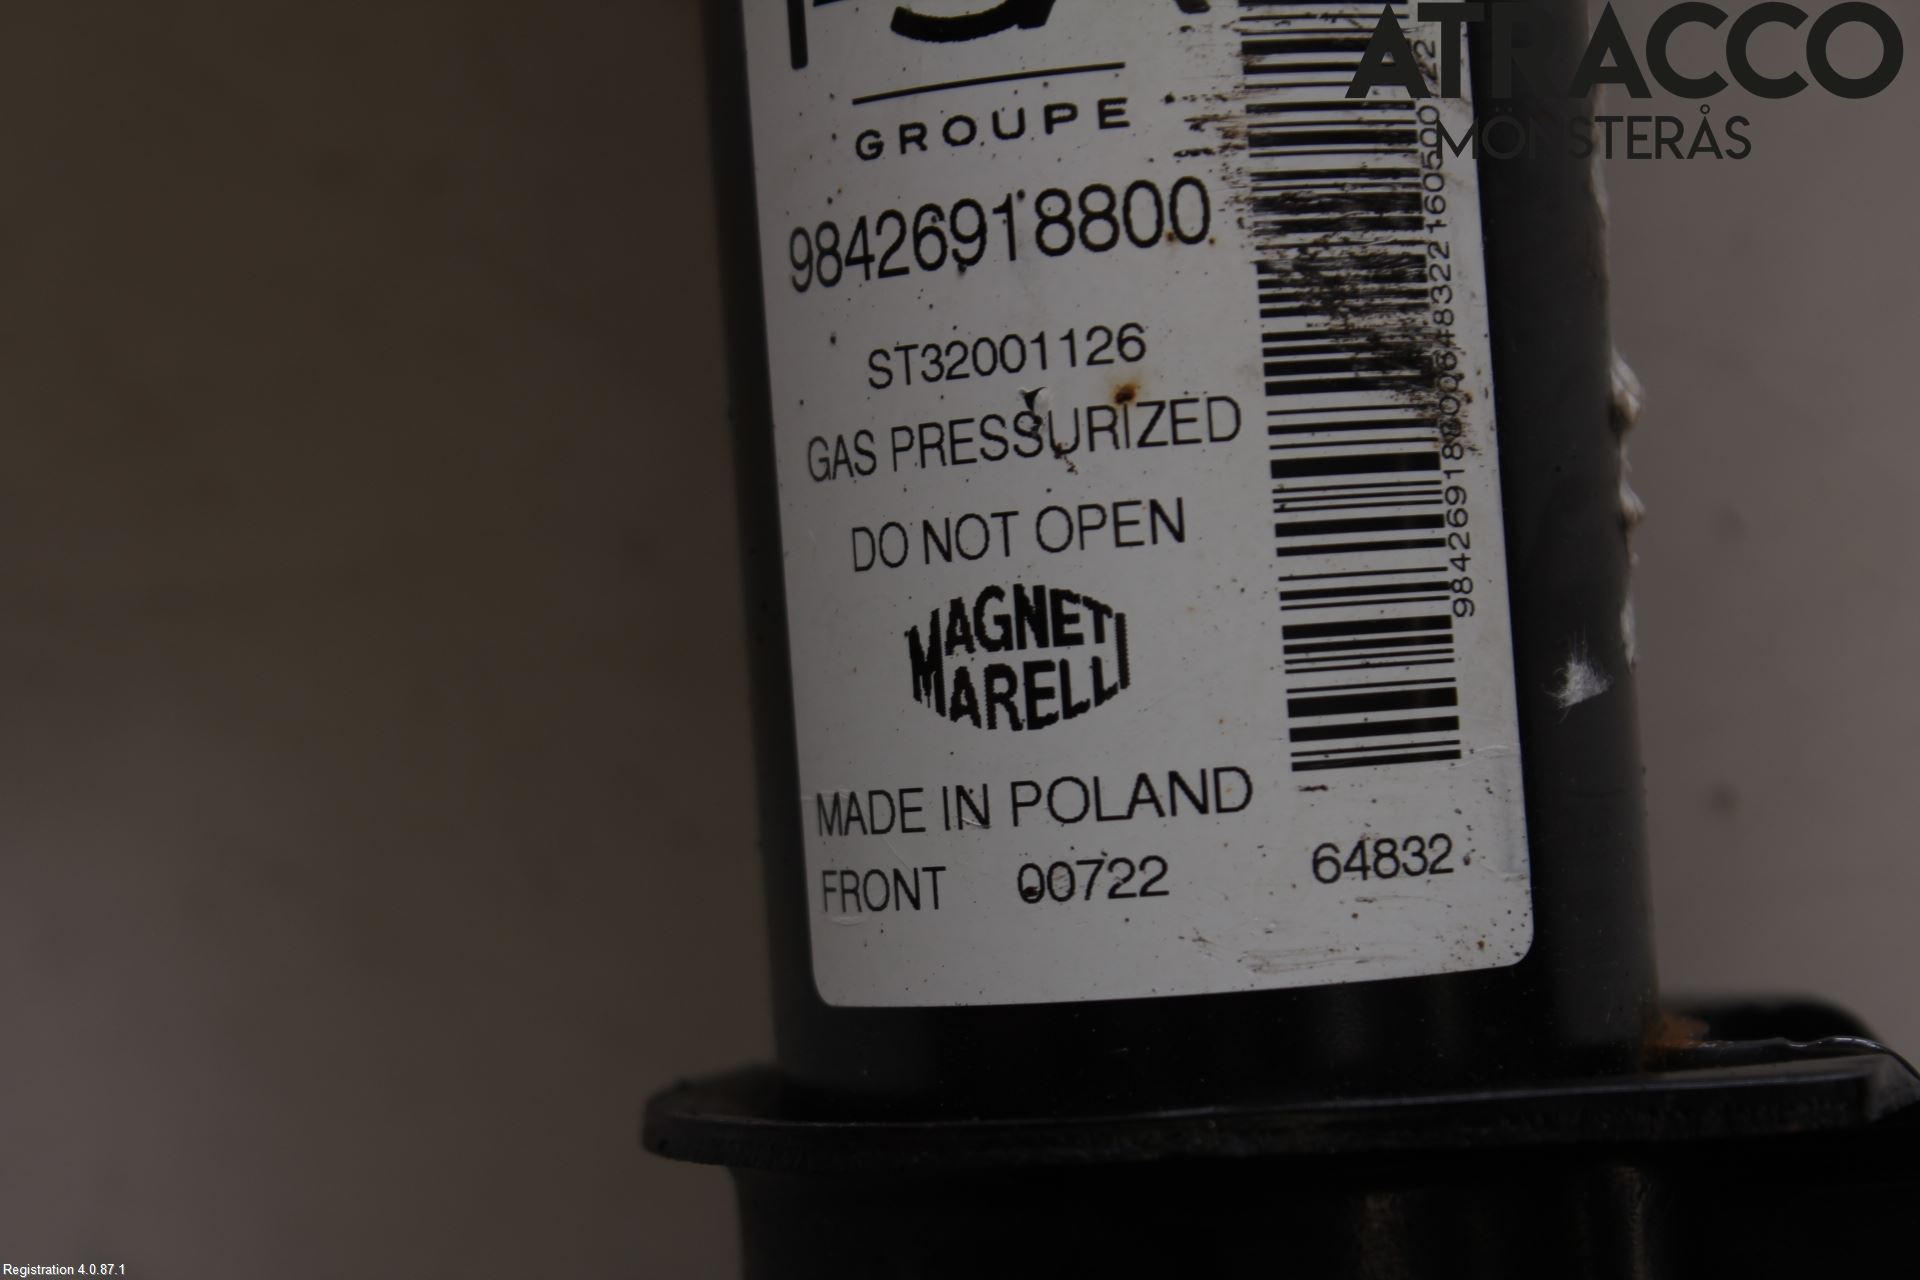 ATRACCO
MÖNSTERÅS
GROUPE
98426918800
ST32001126
GAS PRESSURIZED
DO NOT OPEN
MAGNETI
MARELLI
MADE IN POLAND
FRONT 00722 64832
Registration 4.0.87.1